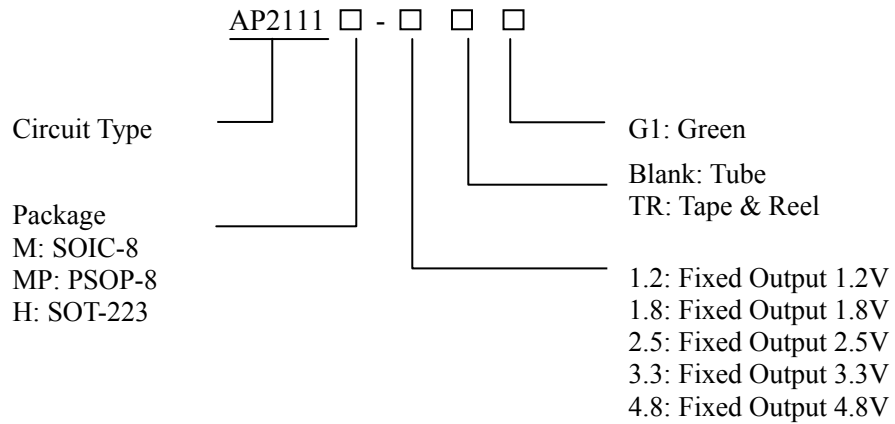 AP2111 □ - □ □ □
Circuit Type
Package
M: SOIC-8
MP: PSOP-8
H: SOT-223
G1: Green
Blank: Tube
TR: Tape & Reel
1.2: Fixed Output 1.2V
1.8: Fixed Output 1.8V
2.5: Fixed Output 2.5V
3.3: Fixed Output 3.3V
4.8: Fixed Output 4.8V